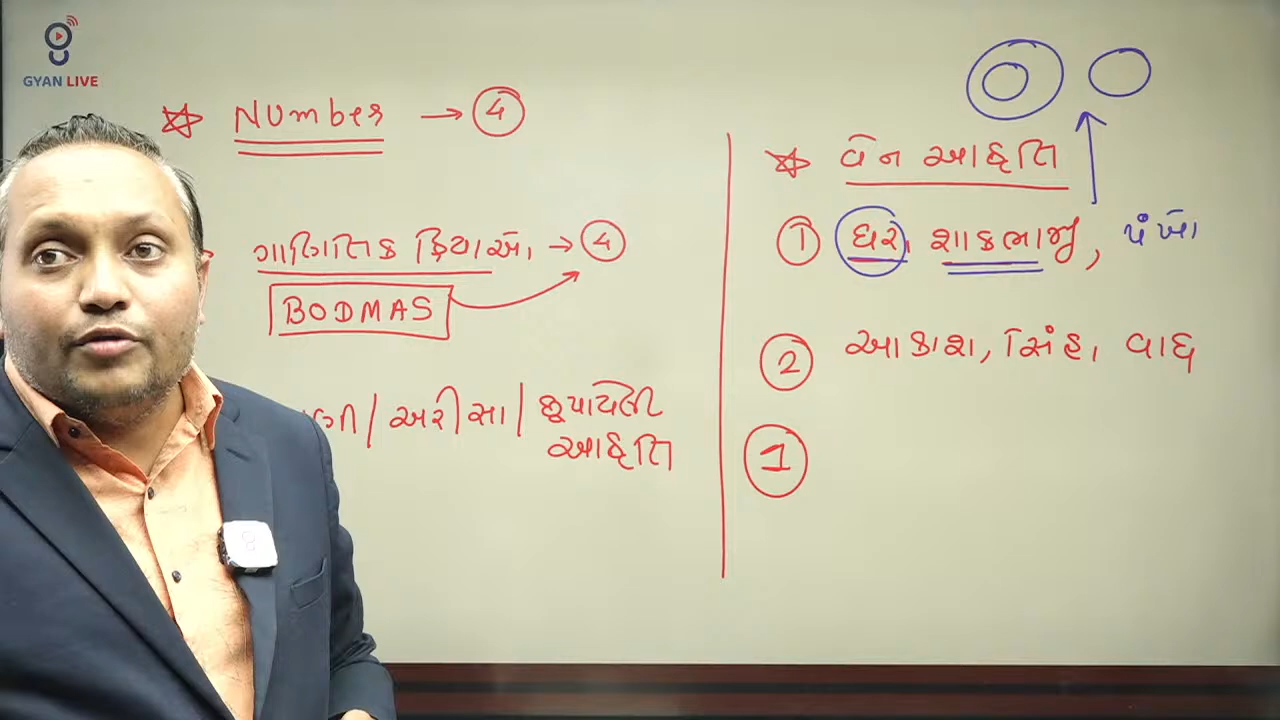 GYAN LIVE
☆ Number → 4
ગાણિતિક ક્રિયાઓ → 4
BODMAS
/ અરીસા / છૂપાયેલી
આકૃતિ
☆ વેન આકૃતિ
1 ઘર, શાકભાજી, પંખો
2 આકાશ, સિંહ, વાઘ
1